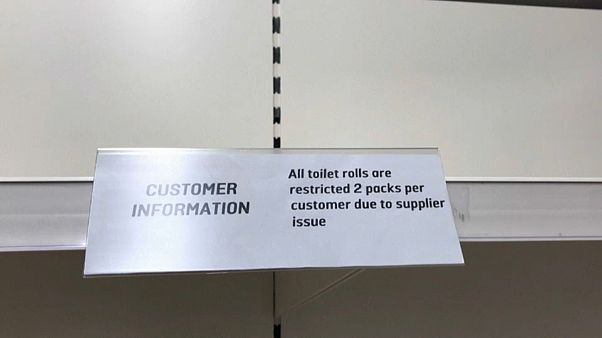 CUSTOMER
INFORMATION
All toilet rolls are
restricted 2 packs per
customer due to supplier
issue